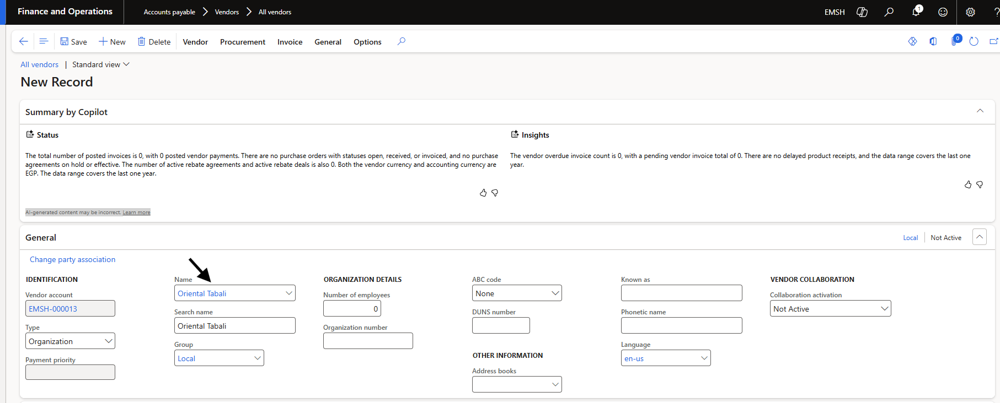 Finance and Operations
Accounts payable
Vendors
All vendors
EMSH
1
?
Save
New
Delete
Vendor
Procurement
Invoice
General
Options
0
All vendors | Standard view
New Record
Summary by Copilot
Status
The total number of posted invoices is 0, with 0 posted vendor payments. There are no purchase orders with statuses open, received, or invoiced, and no purchase
agreements on hold or effective. The number of active rebate agreements and active rebate deals is also 0. Both the vendor currency and accounting currency are
EGP. The data range covers the last one year.
Insights
The vendor overdue invoice count is 0, with a pending vendor invoice total of 0. There are no delayed product receipts, and the data range covers the last one
year.
AI-generated content may be incorrect. Learn more
General
Local
Not Active
Change party association
IDENTIFICATION
Vendor account
EMSH-000013
Type
Organization
Payment priority
Name
Oriental Tabali
Search name
Oriental Tabali
Group
Local
ORGANIZATION DETAILS
Number of employees
0
Organization number
ABC code
None
DUNS number
OTHER INFORMATION
Address books
Known as
Phonetic name
Language
en-us
VENDOR COLLABORATION
Collaboration activation
Not Active